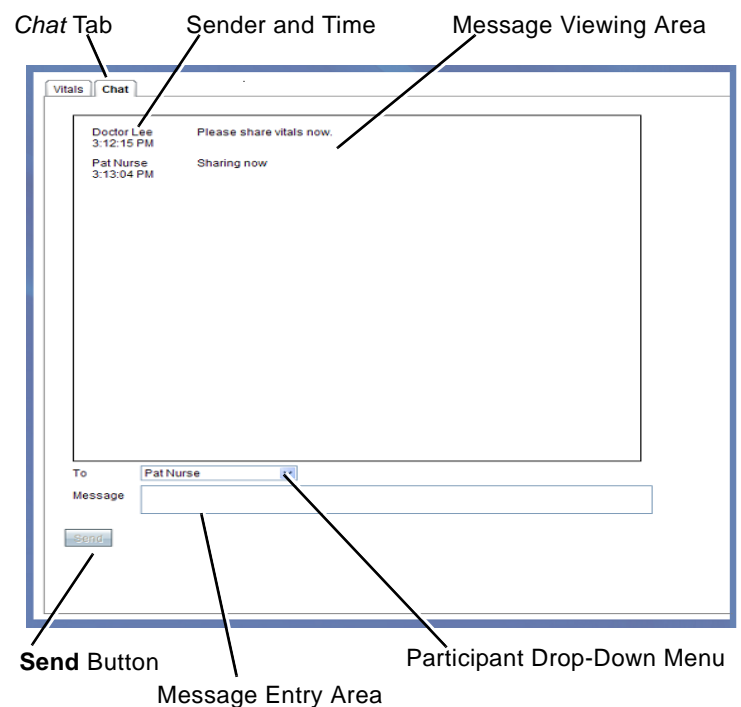 Chat Tab Sender and Time Message Viewing Area
Vitals Chat
Doctor Lee Please share vitals now.
3:12:15 PM
Pat Nurse Sharing now
3:13:04 PM
To Pat Nurse
Message
Send
Send Button Participant Drop-Down Menu
Message Entry Area